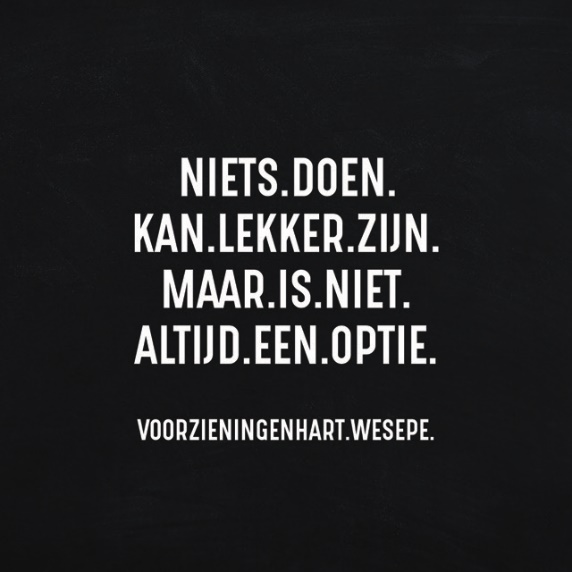 NIETS.DOEN.
KAN.LEKKER.ZIJN.
MAAR.IS.NIET.
ALTIJD.EEN.OPTIE.
VOORZIENINGENHART.WESEPE.